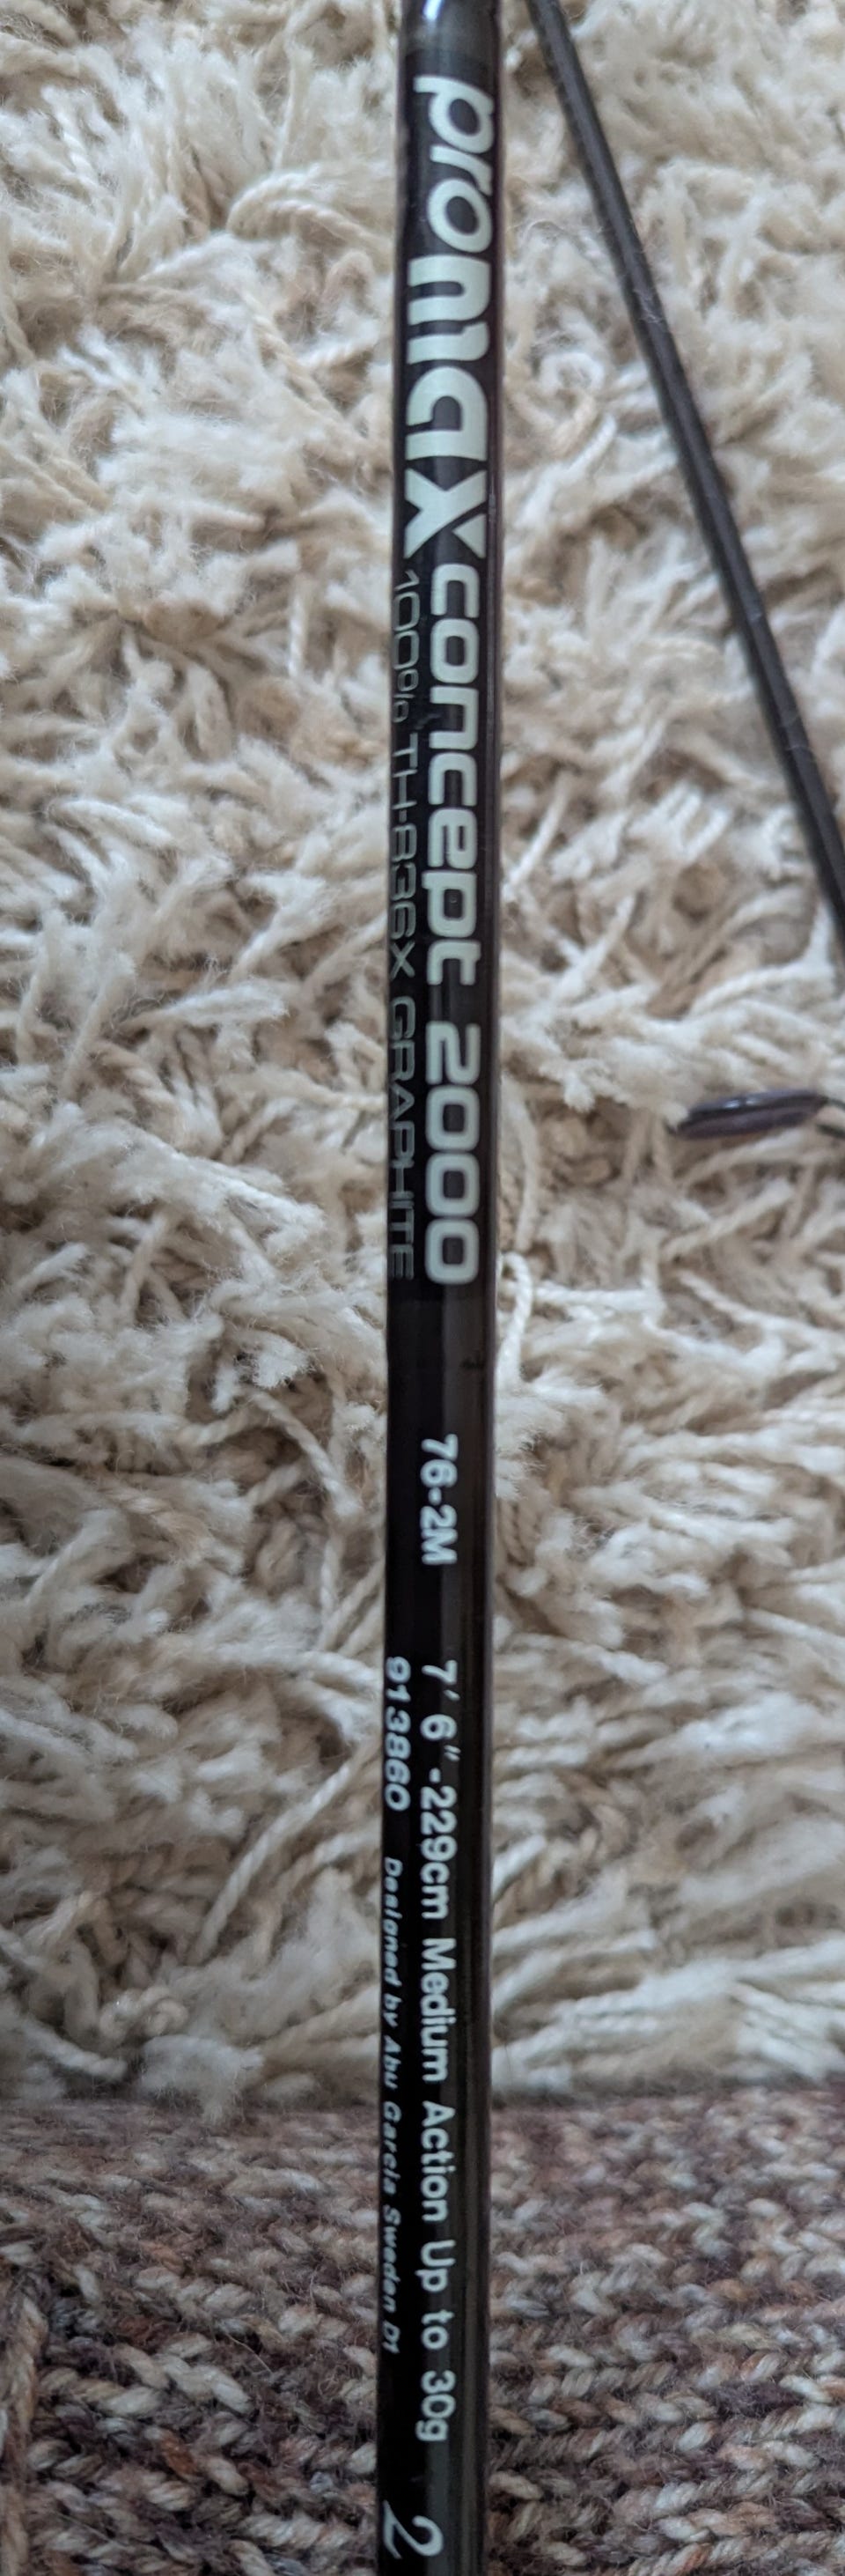 promax concept 2000
100% TH-836X GRAPHITE
76-2M
7' 6" -229cm Medium Action Up to 30g
913860 Designed by Abu Garcia Sweden D1
2